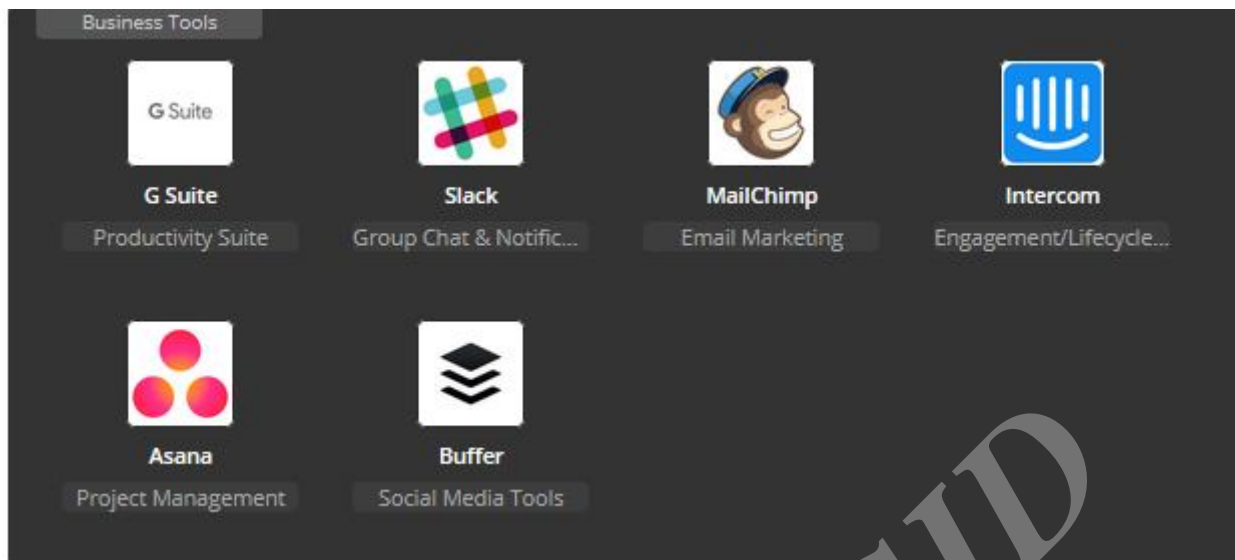 Business Tools
G Suite
G Suite
Slack
MailChimp
Intercom
Productivity Suite
Group Chat & Notific...
Email Marketing
Engagement/Lifecycle...
Asana
Buffer
Project Management
Social Media Tools